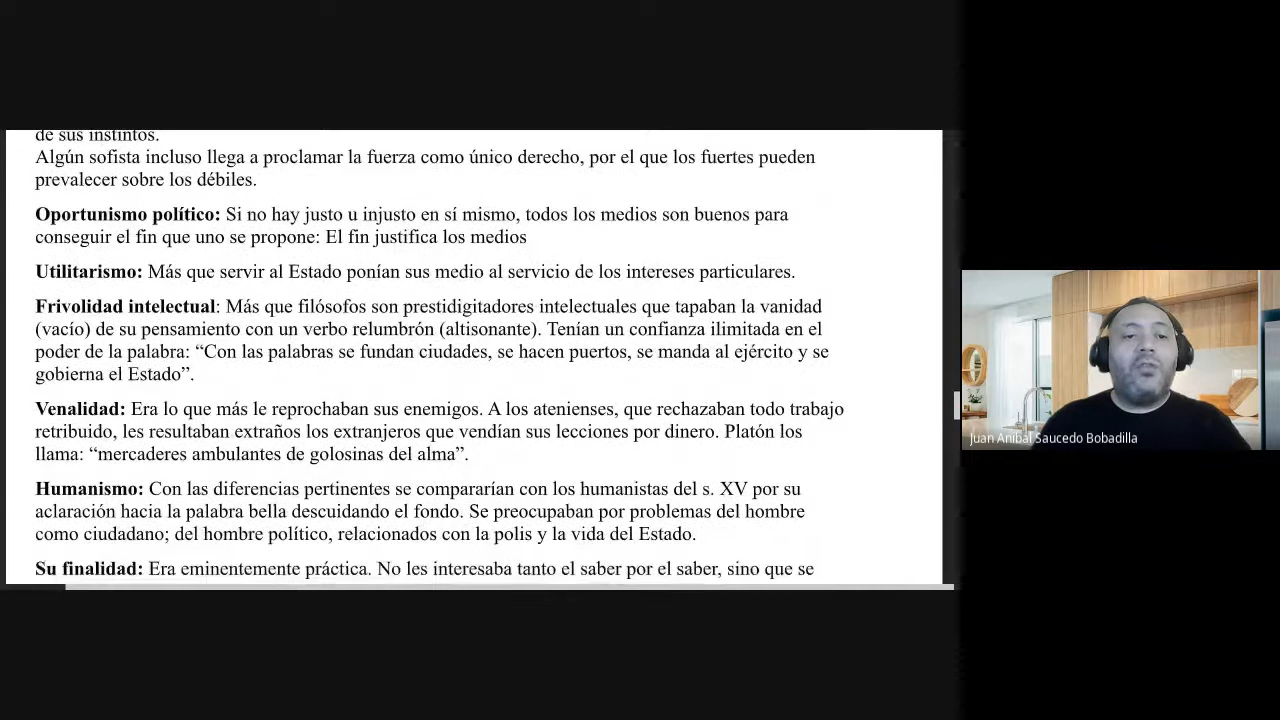 de sus instintos.
Algún sofista incluso llega a proclamar la fuerza como único derecho, por el que los fuertes pueden
prevalecer sobre los débiles.
Oportunismo político: Si no hay justo u injusto en sí mismo, todos los medios son buenos para
conseguir el fin que uno se propone: El fin justifica los medios
Utilitarismo: Más que servir al Estado ponían sus medio al servicio de los intereses particulares.
Frivolidad intelectual: Más que filósofos son prestidigitadores intelectuales que tapaban la vanidad
(vacío) de su pensamiento con un verbo relumbrón (altisonante). Tenían un confianza ilimitada en el
poder de la palabra: “Con las palabras se fundan ciudades, se hacen puertos, se manda al ejército y se
gobierna el Estado”.
Venalidad: Era lo que más le reprochaban sus enemigos. A los atenienses, que rechazaban todo trabajo
retribuido, les resultaban extraños los extranjeros que vendían sus lecciones por dinero. Platón los
llama: “mercaderes ambulantes de golosinas del alma”.
Humanismo: Con las diferencias pertinentes se compararían con los humanistas del s. XV por su
aclaración hacia la palabra bella descuidando el fondo. Se preocupaban por problemas del hombre
como ciudadano; del hombre político, relacionados con la polis y la vida del Estado.
Su finalidad: Era eminentemente práctica. No les interesaba tanto el saber por el saber, sino que se
Juan Anibal Saucedo Bobadilla